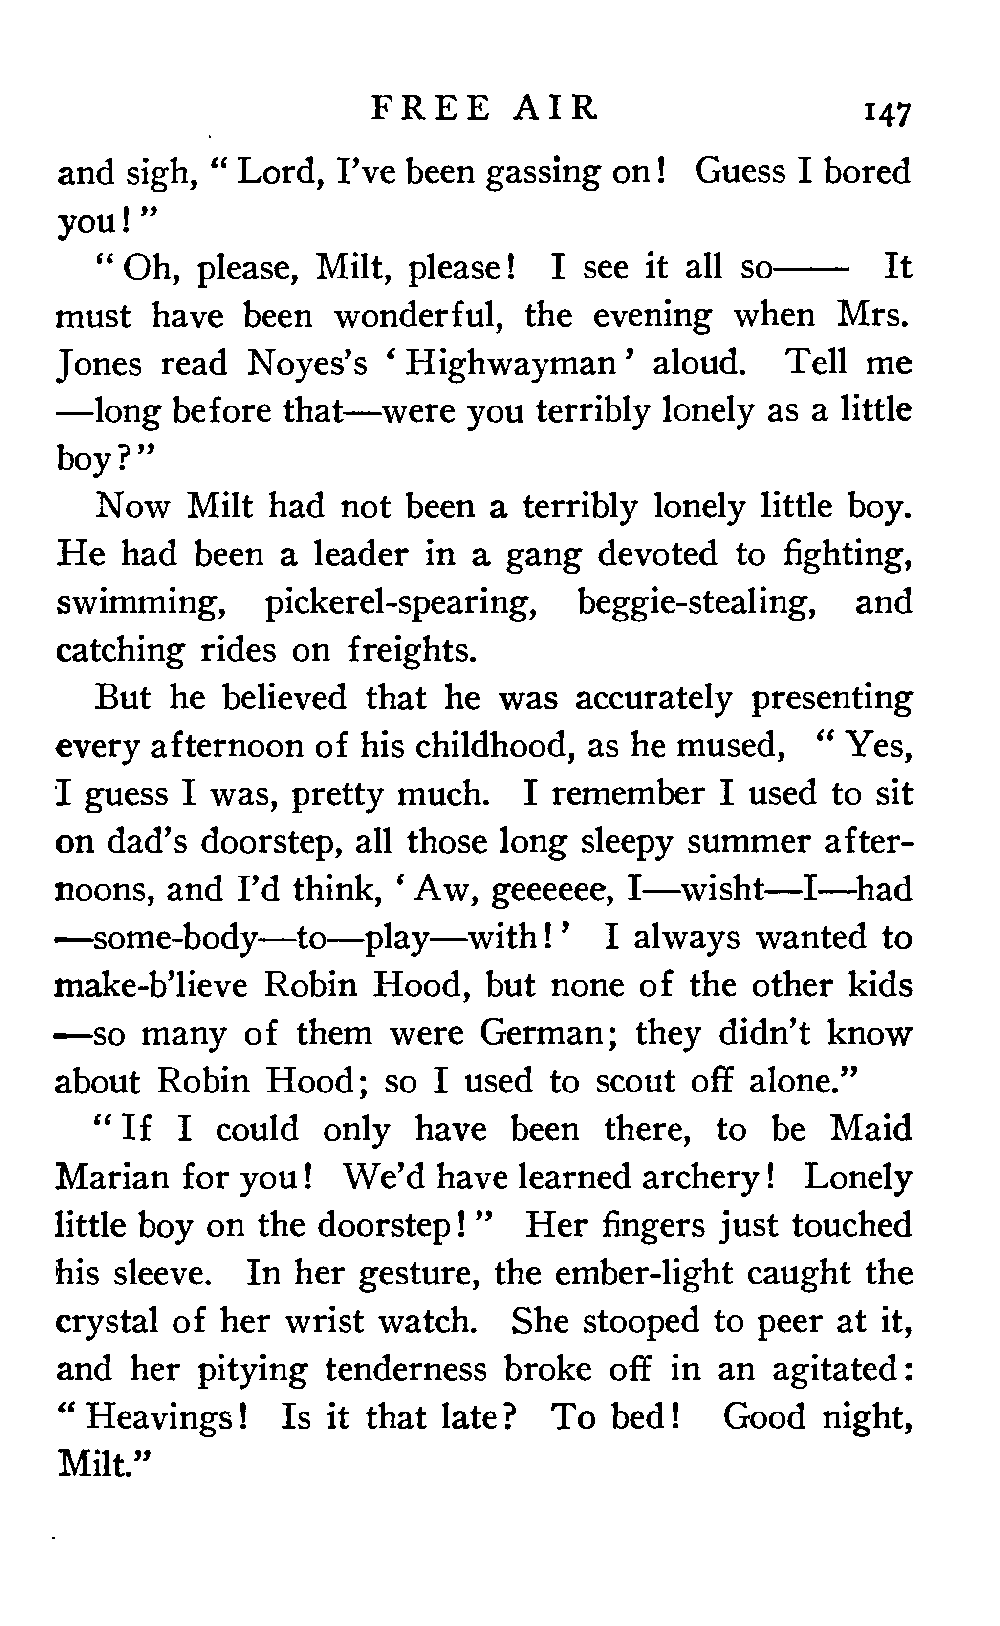 FREE AIR 147
and sigh, “ Lord, I’ve been gassing on! Guess I bored
you! ”
“ Oh, please, Milt, please! I see it all so—— It
must have been wonderful, the evening when Mrs.
Jones read Noyes’s ‘ Highwayman ’ aloud. Tell me
—long before that—were you terribly lonely as a little
boy? ”
Now Milt had not been a terribly lonely little boy.
He had been a leader in a gang devoted to fighting,
swimming, pickerel-spearing, beggie-stealing, and
catching rides on freights.
But he believed that he was accurately presenting
every afternoon of his childhood, as he mused, “ Yes,
I guess I was, pretty much. I remember I used to sit
on dad’s doorstep, all those long sleepy summer after-
noons, and I’d think, ‘ Aw, geeeeee, I—wisht—I—had
—some-body—to—play—with! ’ I always wanted to
make-b’lieve Robin Hood, but none of the other kids
—so many of them were German; they didn’t know
about Robin Hood; so I used to scout off alone.”
“ If I could only have been there, to be Maid
Marian for you! We’d have learned archery! Lonely
little boy on the doorstep! ” Her fingers just touched
his sleeve. In her gesture, the ember-light caught the
crystal of her wrist watch. She stooped to peer at it,
and her pitying tenderness broke off in an agitated:
“ Heavings! Is it that late? To bed! Good night,
Milt.”